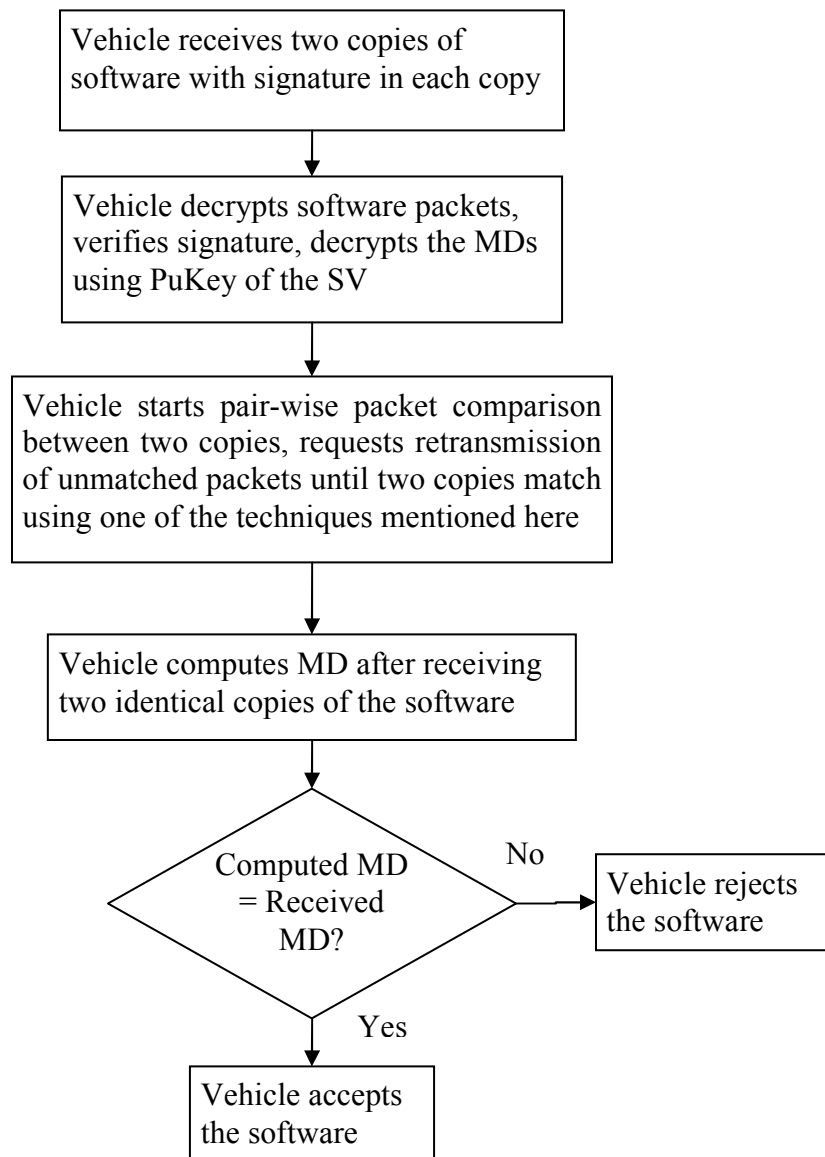 Vehicle receives two copies of
software with signature in each copy
Vehicle decrypts software packets,
verifies signature, decrypts the MDs
using PuKey of the SV
Vehicle starts pair-wise packet comparison
between two copies, requests retransmission
of unmatched packets until two copies match
using one of the techniques mentioned here
Vehicle computes MD after receiving
two identical copies of the software
Computed MD
= Received
MD?
No
Vehicle rejects
the software
Yes
Vehicle accepts
the software